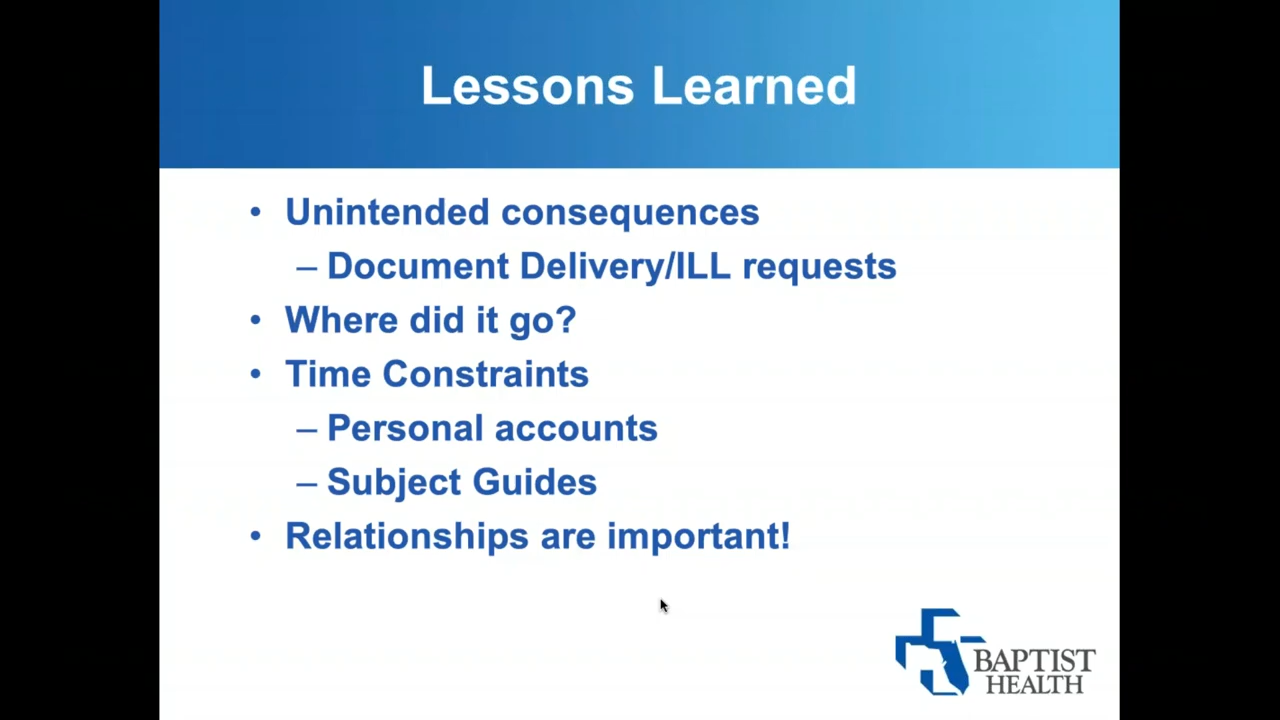 Lessons Learned
• Unintended consequences
– Document Delivery/ILL requests
• Where did it go?
• Time Constraints
– Personal accounts
– Subject Guides
• Relationships are important!
BAPTIST
HEALTH